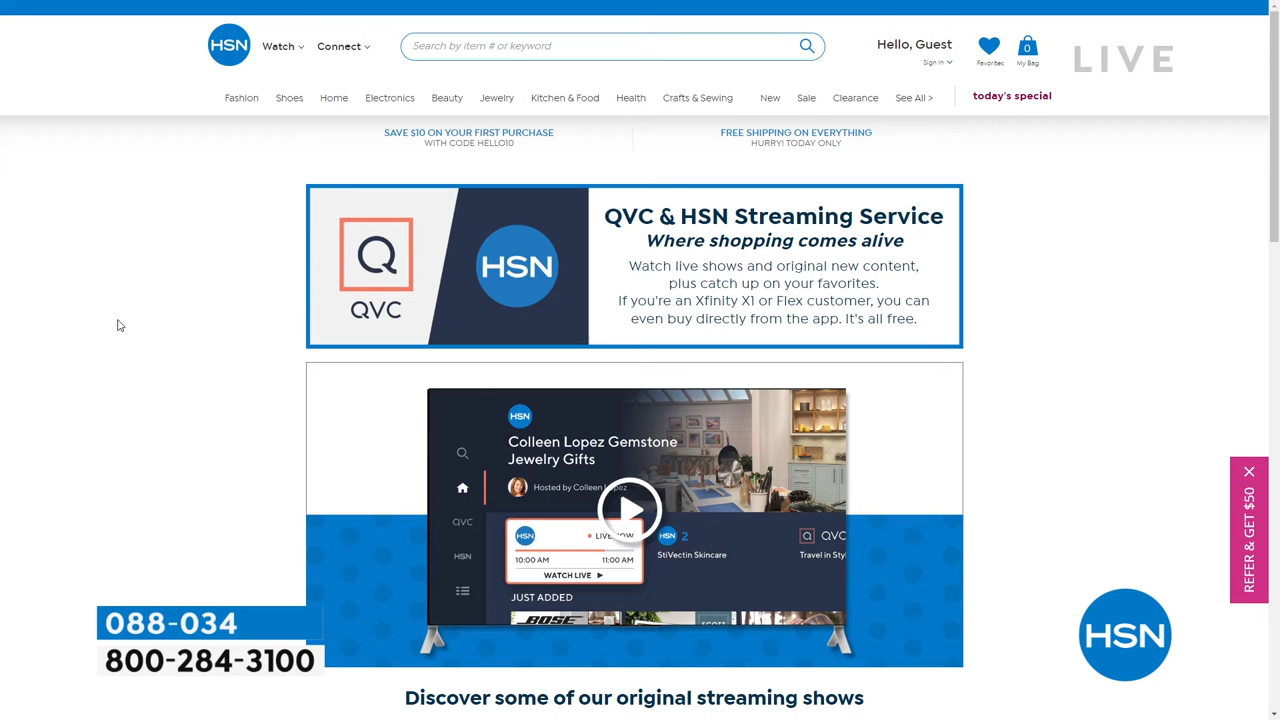 HSN
Watch
Connect
Search by item # or keyword
Hello, Guest
Sign In
Favorites
0
My Bag
LIVE
Fashion
Shoes
Home
Electronics
Beauty
Jewelry
Kitchen & Food
Health
Crafts & Sewing
New
Sale
Clearance
See All >
today's special
SAVE $10 ON YOUR FIRST PURCHASE
WITH CODE HELLO10
FREE SHIPPING ON EVERYTHING
HURRY! TODAY ONLY
Q
QVC
HSN
QVC & HSN Streaming Service
Where shopping comes alive
Watch live shows and original new content,
plus catch up on your favorites.
If you're an Xfinity X1 or Flex customer, you can
even buy directly from the app. It's all free.
HSN
Colleen Lopez Gemstone
Jewelry Gifts
Hosted by Colleen Lopez
QVC
HSN
HSN
LIVE NOW
10:00 AM
11:00 AM
WATCH LIVE
HSN 2
StiVectin Skincare
Q QVC
Travel in Sty
JUST ADDED
BOSE
REFER & GET $50
088-034
800-284-3100
HSN
Discover some of our original streaming shows